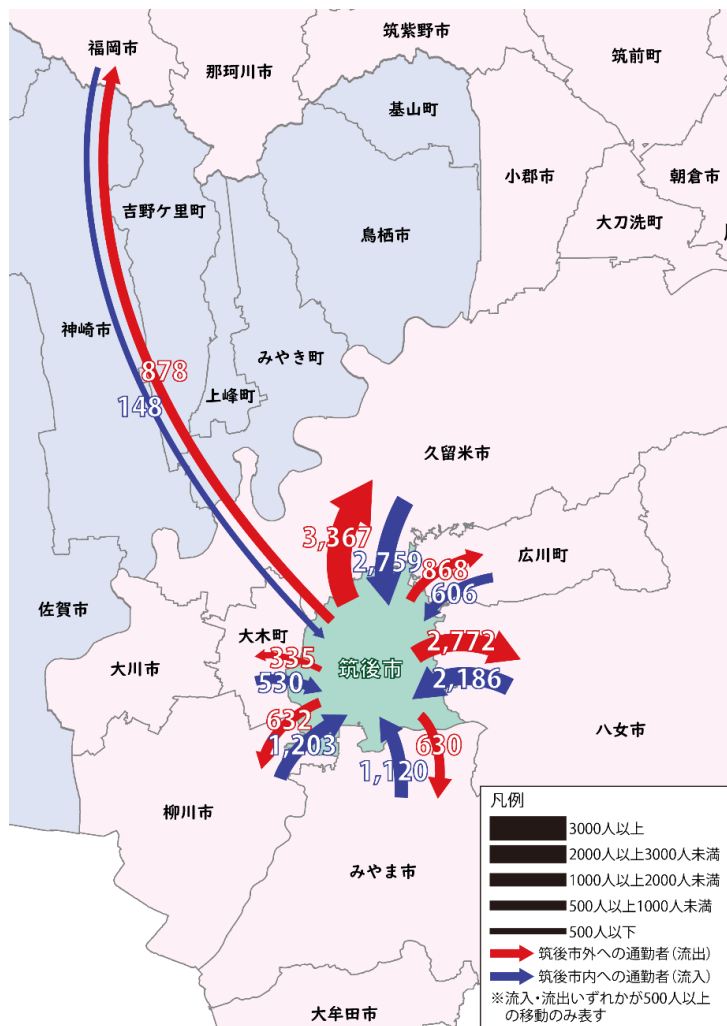 福岡市
那珂川市
筑紫野市
筑前町
基山町
小郡市
朝倉市
大刀洗町
吉野ケ里町
鳥栖市
神崎市
みやき町
上峰町
878
148
久留米市
3,367
2,759
868
606
広川町
佐賀市
大川市
大木町
335
530
筑後市
2,772
2,186
八女市
632
1,203
1,120
630
柳川市
みやま市
大牟田市
凡例
3000人以上
2000人以上3000人未満
1000人以上2000人未満
500人以上1000人未満
500人以下
筑後市外への通勤者(流出)
筑後市内への通勤者(流入)
※流入・流出いずれかが500人以上
の移動のみ表す